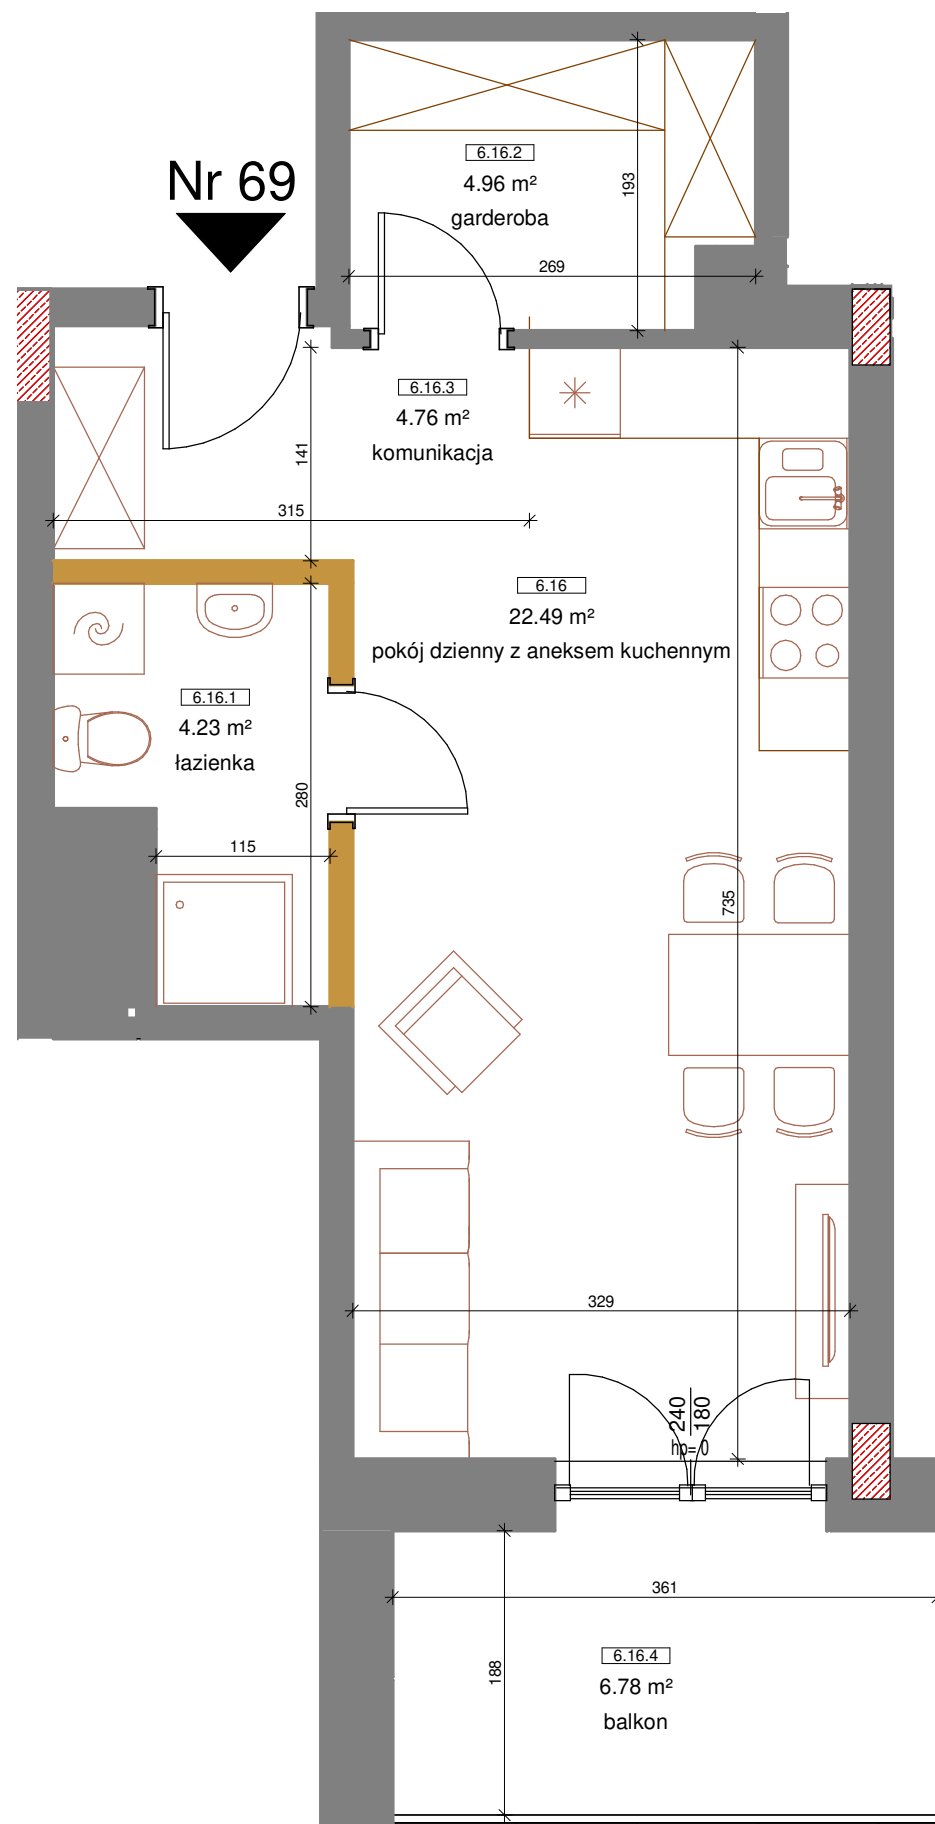 Nr 69
6.16.2
4.96 m²
garderoba
193
269
6.16.3
4.76 m²
komunikacja
141
315
6.16
22.49 m²
pokój dzienny z aneksem kuchennym
6.16.1
4.23 m²
łazienka
280
115
735
329
240
180
hp= 0
361
188
6.16.4
6.78 m²
balkon